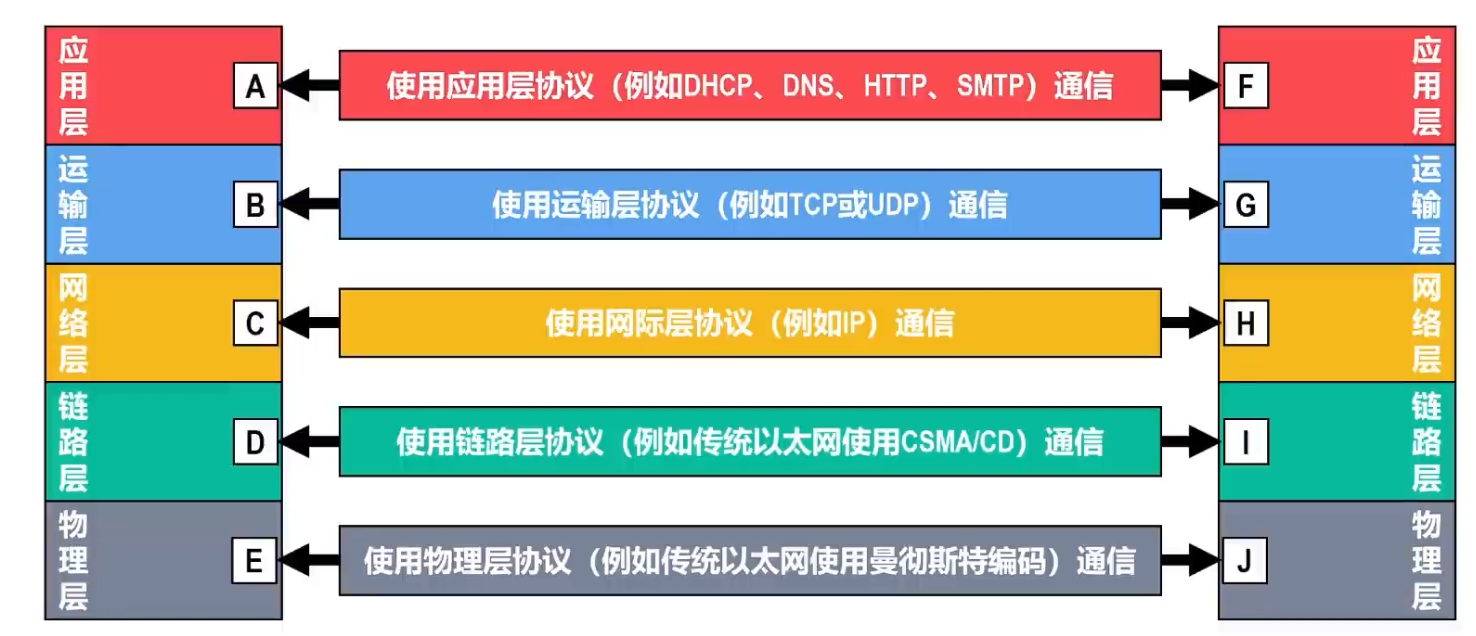 应用层
A
使用应用层协议（例如DHCP、DNS、HTTP、SMTP）通信
F
应用层
运输层
B
使用运输层协议（例如TCP或UDP）通信
G
运输层
网络层
C
使用网际层协议（例如IP）通信
H
网络层
链路层
D
使用链路层协议（例如传统以太网使用CSMA/CD）通信
I
链路层
物理层
E
使用物理层协议（例如传统以太网使用曼彻斯特编码）通信
J
物理层